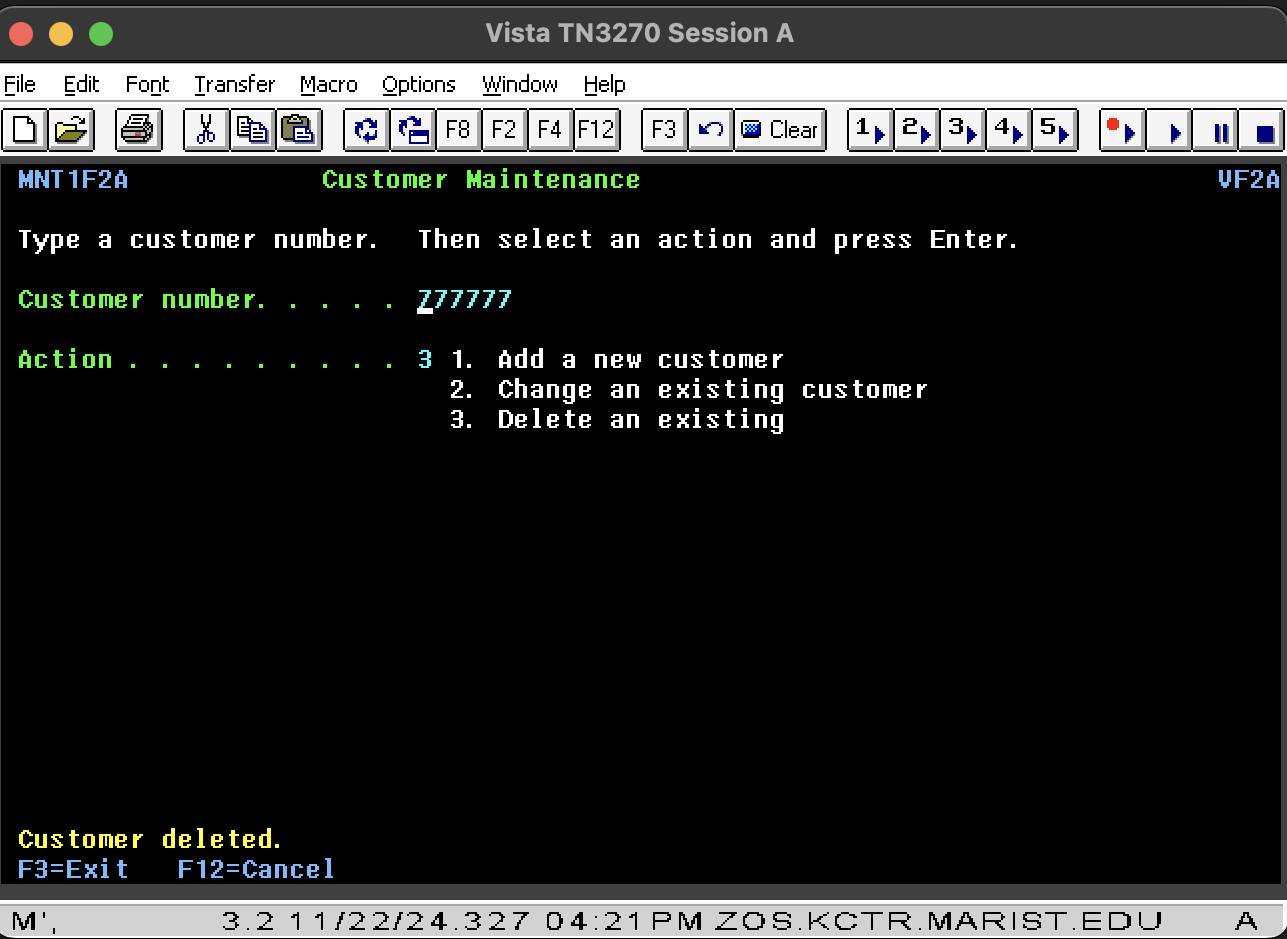 Vista TN3270 Session A
File Edit Font Transfer Macro Options Window Help
F8 F2 F4 F12 F3 Clear 1 2 3 4 5
MNT1F2A Customer Maintenance VF2A
Type a customer number. Then select an action and press Enter.
Customer number. . . . . Z77777
Action . . . . . . . . . 3 1. Add a new customer
2. Change an existing customer
3. Delete an existing
Customer deleted.
F3=Exit F12=Cancel
M', 3.2 11/22/24.327 04:21PM ZOS.KCTR.MARIST.EDU A